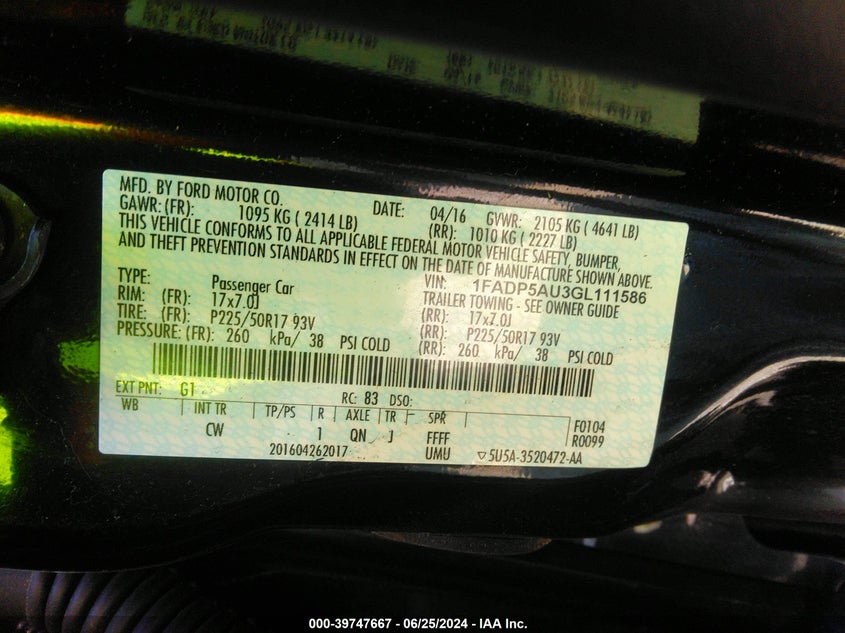 MFD. BY FORD MOTOR CO. DATE: 04/16 GVWR: 2105 KG ( 4641 LB)
GAWR: (FR): 1095 KG ( 2414 LB) (RR): 1010 KG ( 2227 LB)
THIS VEHICLE CONFORMS TO ALL APPLICABLE FEDERAL MOTOR VEHICLE SAFETY, BUMPER,
AND THEFT PREVENTION STANDARDS IN EFFECT ON THE DATE OF MANUFACTURE SHOWN ABOVE.
VIN: 1FADP5AU3GL111586
TYPE: Passenger Car TRAILER TOWING - SEE OWNER GUIDE
RIM: (FR): 17x7.0J (RR): 17x7.0J
TIRE: (FR): P225/50R17 93V (RR): P225/50R17 93V
PRESSURE: (FR): 260 kPa/ 38 PSI COLD (RR): 260 kPa/ 38 PSI COLD
EXT PNT: G1 RC: 83 DSO:
WB INT TR TP/PS R AXLE TR SPR F0104
CW 1 QN J FFFF R0099
201604262017 UMU ▽5U5A-3520472-AA
000-39747667 - 06/25/2024 - IAA Inc.